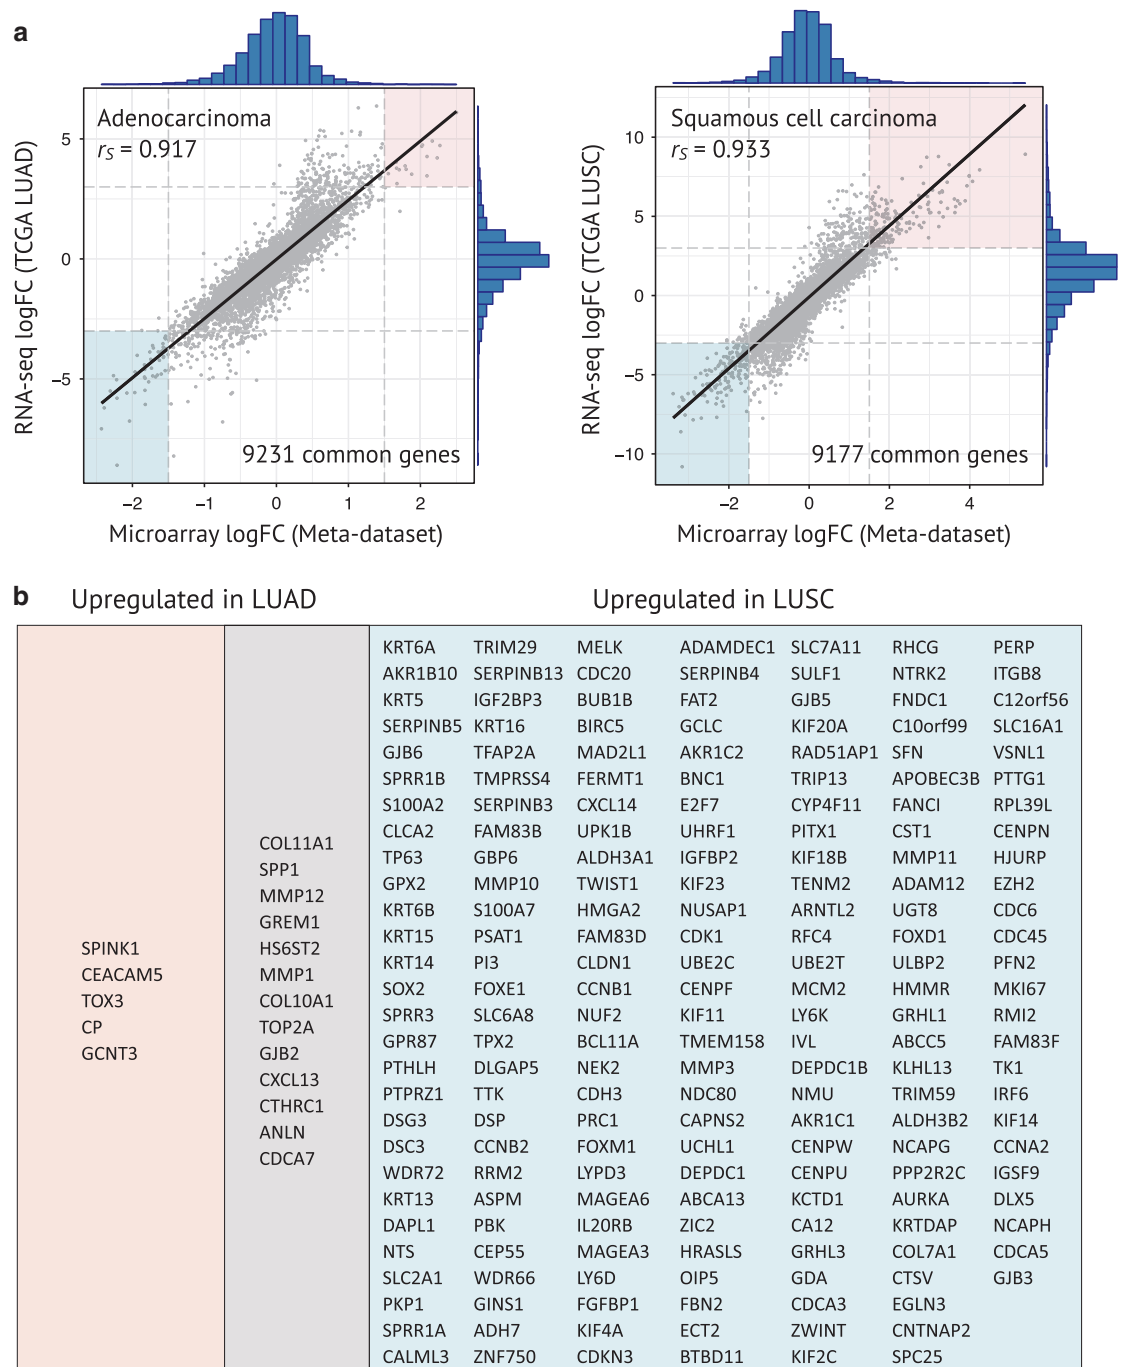 a
Adenocarcinoma
rS = 0.917
9231 common genes
RNA-seq logFC (TCGA LUAD)
5
0
−5
−2 −1 0 1 2
Microarray logFC (Meta-dataset)
Squamous cell carcinoma
rS = 0.933
9177 common genes
RNA-seq logFC (TCGA LUSC)
10
5
0
−5
−10
−2 0 2 4
Microarray logFC (Meta-dataset)
b
Upregulated in LUAD
Upregulated in LUSC
SPINK1
CEACAM5
TOX3
CP
GCNT3
COL11A1
SPP1
MMP12
GREM1
HS6ST2
MMP1
COL10A1
TOP2A
GJB2
CXCL13
CTHRC1
ANLN
CDCA7
KRT6A TRIM29 MELK ADAMDEC1 SLC7A11 RHCG PERP
AKR1B10 SERPINB13 CDC20 SERPINB4 SULF1 NTRK2 ITGB8
KRT5 IGF2BP3 BUB1B FAT2 GJB5 FNDC1 C12orf56
SERPINB5 KRT16 BIRC5 GCLC KIF20A C10orf99 SLC16A1
GJB6 TFAP2A MAD2L1 AKR1C2 RAD51AP1 SFN VSNL1
SPRR1B TMPRSS4 FERMT1 BNC1 TRIP13 APOBEC3B PTTG1
S100A2 SERPINB3 CXCL14 E2F7 CYP4F11 FANCI RPL39L
CLCA2 FAM83B UPK1B UHRF1 PITX1 CST1 CENPN
TP63 GBP6 ALDH3A1 IGFBP2 KIF18B MMP11 HJURP
GPX2 MMP10 TWIST1 KIF23 TENM2 ADAM12 EZH2
KRT6B S100A7 HMGA2 NUSAP1 ARNTL2 UGT8 CDC6
KRT15 PSAT1 FAM83D CDK1 RFC4 FOXD1 CDC45
KRT14 PI3 CLDN1 UBE2C UBE2T ULBP2 PFN2
SOX2 FOXE1 CCNB1 CENPF MCM2 HMMR MKI67
SPRR3 SLC6A8 NUF2 KIF11 LY6K GRHL1 RMI2
GPR87 TPX2 BCL11A TMEM158 IVL ABCC5 FAM83F
PTHLH DLGAP5 NEK2 MMP3 DEPDC1B KLHL13 TK1
PTPRZ1 TTK CDH3 NDC80 NMU TRIM59 IRF6
DSG3 DSP PRC1 CAPNS2 AKR1C1 ALDH3B2 KIF14
DSC3 CCNB2 FOXM1 UCHL1 CENPW NCAPG CCNA2
WDR72 RRM2 LYPD3 DEPDC1 CENPU PPP2R2C IGSF9
KRT13 ASPM MAGEA6 ABCA13 KCTD1 AURKA DLX5
DAPL1 PBK IL20RB ZIC2 CA12 KRTDAP NCAPH
NTS CEP55 MAGEA3 HRASLS GRHL3 COL7A1 CDCA5
SLC2A1 WDR66 LY6D OIP5 GDA CTSV GJB3
PKP1 GINS1 FGFBP1 FBN2 CDCA3 EGLN3
SPRR1A ADH7 KIF4A ECT2 ZWINT CNTNAP2
CALML3 ZNF750 CDKN3 BTBD11 KIF2C SPC25